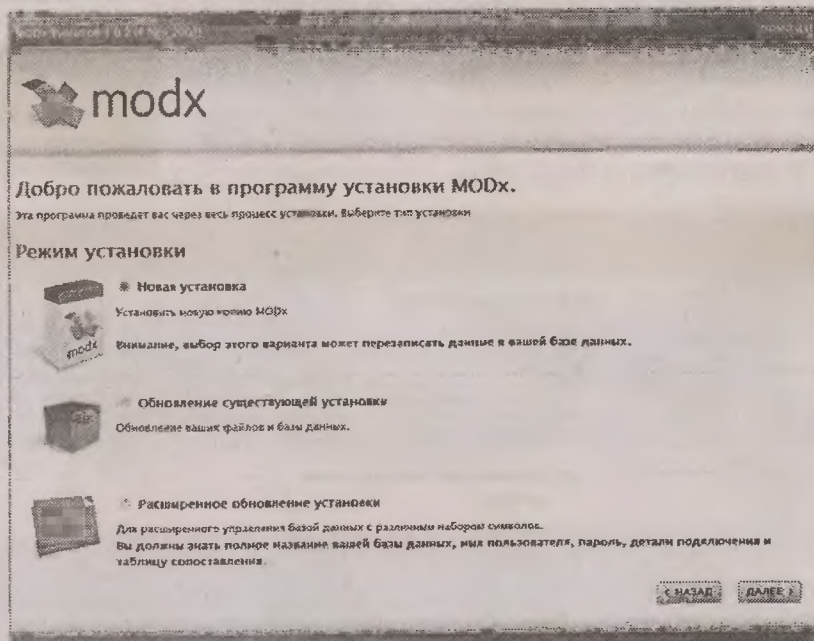 modx
Добро пожаловать в программу установки MODx.
Эта программа проведет вас через весь процесс установки. Выберите тип установки
Режим установки
Новая установка
Установить новую копию MODx
modx
Внимание, выбор этого варианта может перезаписать данные в вашей базе данных.
Обновление существующей установки
Обновление ваших файлов и базы данных.
Расширенное обновление установки
Для расширенного управления базой данных с различным набором символов.
Вы должны знать полное название вашей базы данных, имя пользователя, пароль, детали подключения и
таблицу сопоставления.
< НАЗАД ДАЛЕЕ >